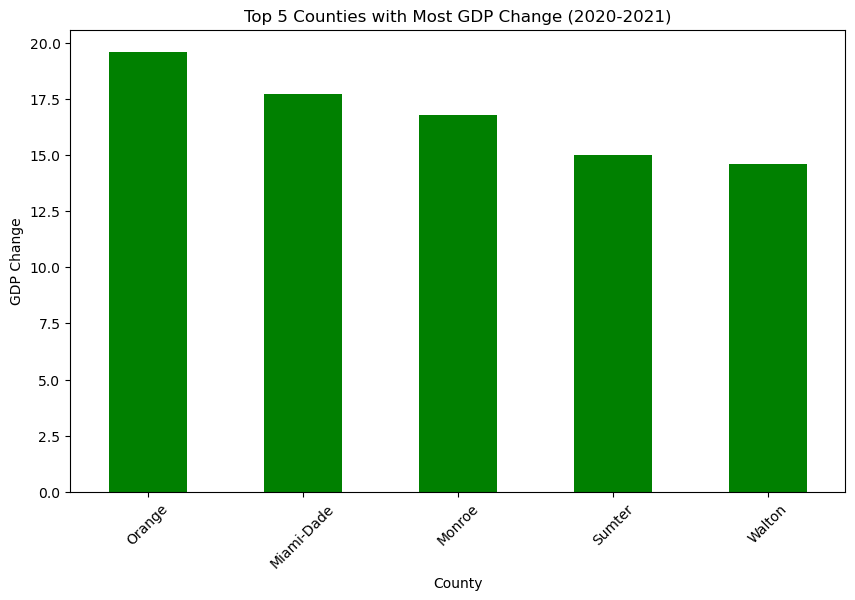 Top 5 Counties with Most GDP Change (2020-2021)
GDP Change
20.0
17.5
15.0
12.5
10.0
7.5
5.0
2.5
0.0
Orange
Miami-Dade
Monroe
Sumter
Walton
County